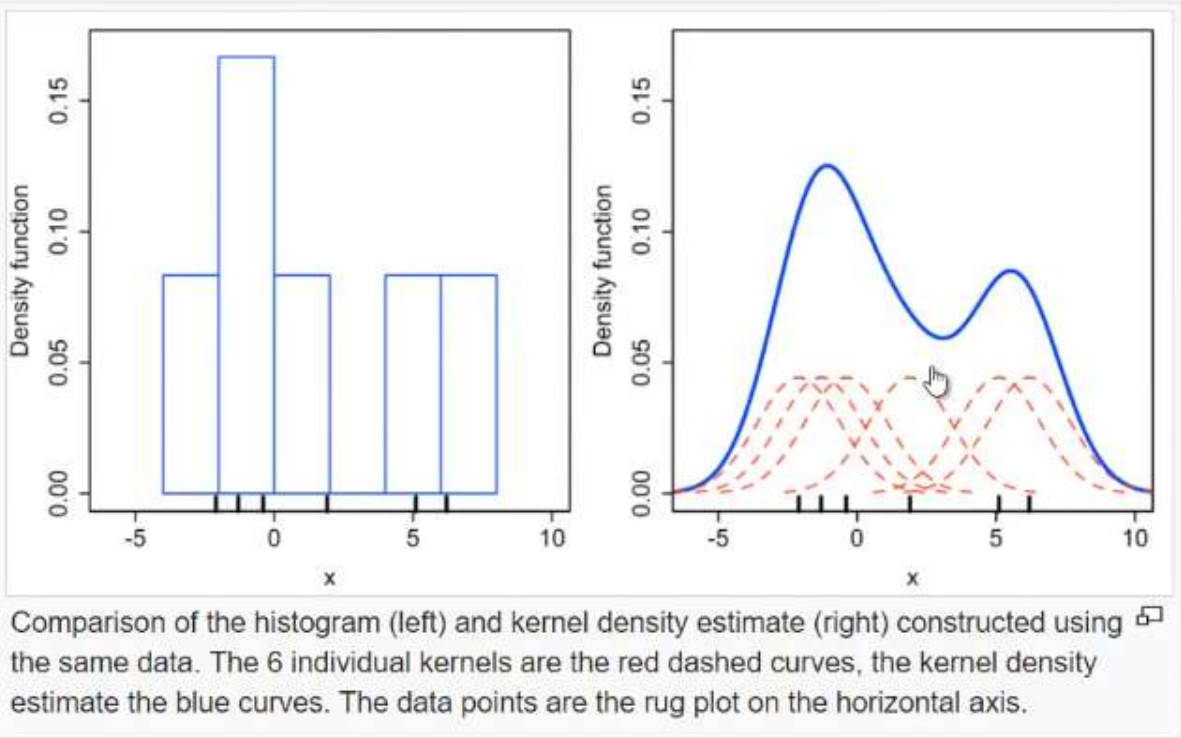 0.15
0.10
0.05
0.00
Density function
-5 0 5 10
x
0.15
0.10
0.05
0.00
Density function
-5 0 5 10
x
Comparison of the histogram (left) and kernel density estimate (right) constructed using
the same data. The 6 individual kernels are the red dashed curves, the kernel density
estimate the blue curves. The data points are the rug plot on the horizontal axis.